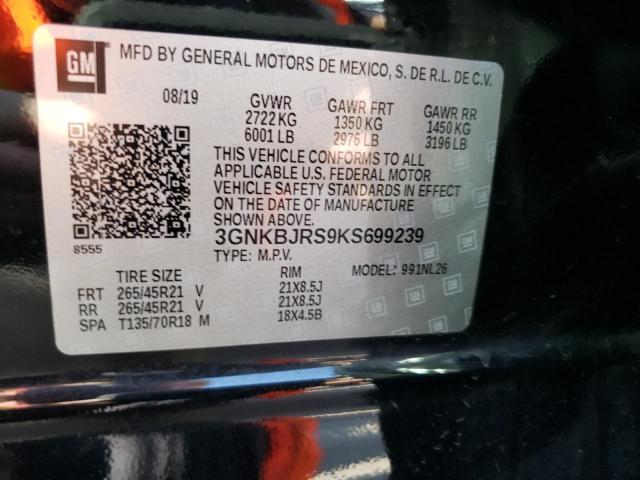 GM
MFD BY GENERAL MOTORS DE MEXICO, S. DE R.L. DE C.V.
08/19 GVWR GAWR FRT GAWR RR
2722 KG 1350 KG 1450 KG
6001 LB 2976 LB 3196 LB
THIS VEHICLE CONFORMS TO ALL
APPLICABLE U.S. FEDERAL MOTOR
VEHICLE SAFETY STANDARDS IN EFFECT
ON THE DATE OF MANUFACTURE
SHOWN ABOVE.
8555
3GNKBJRS9KS699239
TYPE: M.P.V.
TIRE SIZE RIM MODEL: 991NL26
FRT 265/45R21 V 21X8.5J
RR 265/45R21 V 21X8.5J
SPA T135/70R18 M 18X4.5B